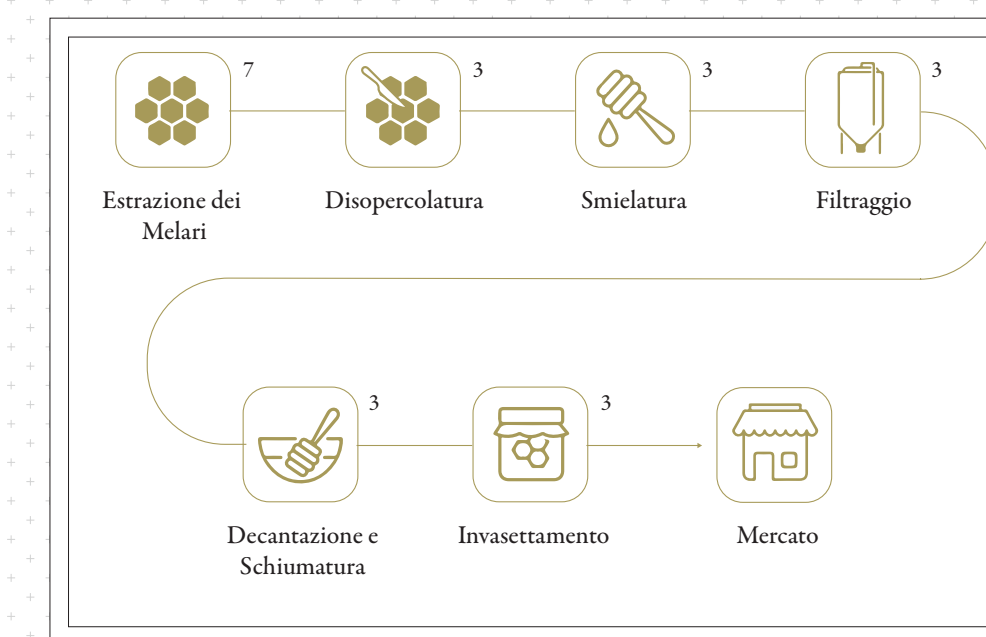 7
3
3
3
Estrazione dei
Melari
Disopercolatura
Smielatura
Filtraggio
3
3
Decantazione e
Schiumatura
Invasettamento
Mercato